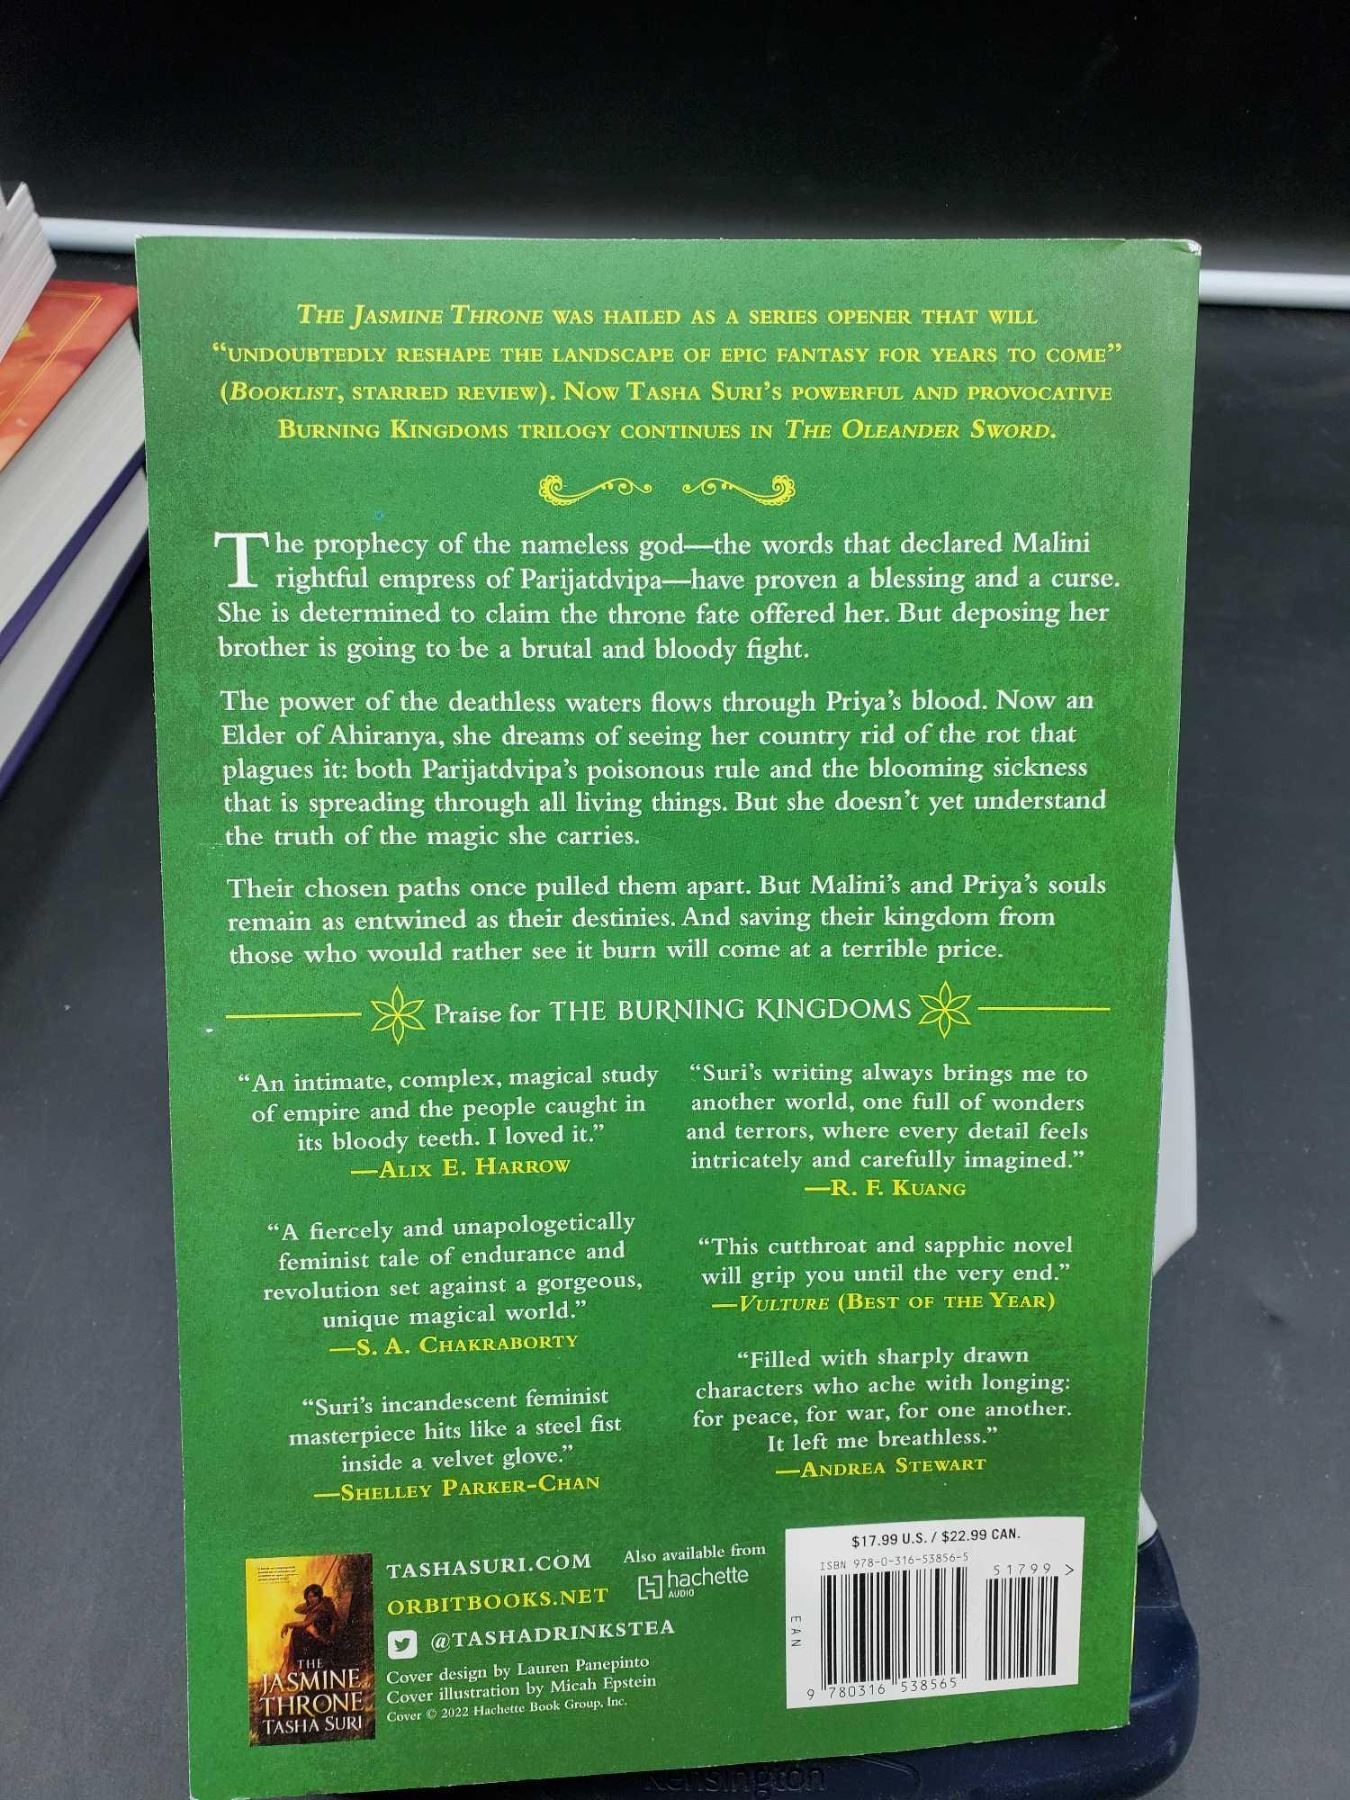 The Jasmine Throne was hailed as a series opener that will
“undoubtedly reshape the landscape of epic fantasy for years to come”
(Booklist, starred review). Now Tasha Suri’s powerful and provocative
Burning Kingdoms trilogy continues in The Oleander Sword.
The prophecy of the nameless god—the words that declared Malini
rightful empress of Parijatdvipa—have proven a blessing and a curse.
She is determined to claim the throne fate offered her. But deposing her
brother is going to be a brutal and bloody fight.
The power of the deathless waters flows through Priya’s blood. Now an
Elder of Ahiranya, she dreams of seeing her country rid of the rot that
plagues it: both Parijatdvipa’s poisonous rule and the blooming sickness
that is spreading through all living things. But she doesn’t yet understand
the truth of the magic she carries.
Their chosen paths once pulled them apart. But Malini’s and Priya’s souls
remain as entwined as their destinies. And saving their kingdom from
those who would rather see it burn will come at a terrible price.
Praise for THE BURNING KINGDOMS
“An intimate, complex, magical study
of empire and the people caught in
its bloody teeth. I loved it.”
—Alix E. Harrow
“A fiercely and unapologetically
feminist tale of endurance and
revolution set against a gorgeous,
unique magical world.”
—S. A. Chakraborty
“Suri’s incandescent feminist
masterpiece hits like a steel fist
inside a velvet glove.”
—Shelley Parker-Chan
“Suri’s writing always brings me to
another world, one full of wonders
and terrors, where every detail feels
intricately and carefully imagined.”
—R. F. Kuang
“This cutthroat and sapphic novel
will grip you until the very end.”
—Vulture (Best of the Year)
“Filled with sharply drawn
characters who ache with longing:
for peace, for war, for one another.
It left me breathless.”
—Andrea Stewart
THE
JASMINE
THRONE
TASHA SURI
TASHASURI.COM
ORBITBOOKS.NET
@TASHADRINKSTEA
Cover design by Lauren Panepinto
Cover illustration by Micah Epstein
Cover © 2022 Hachette Book Group, Inc.
Also available from
hachette
AUDIO
$17.99 U.S. / $22.99 CAN.
ISBN 978-0-316-53856-5
51799 >
EAN
9 780316 538565
Kensington